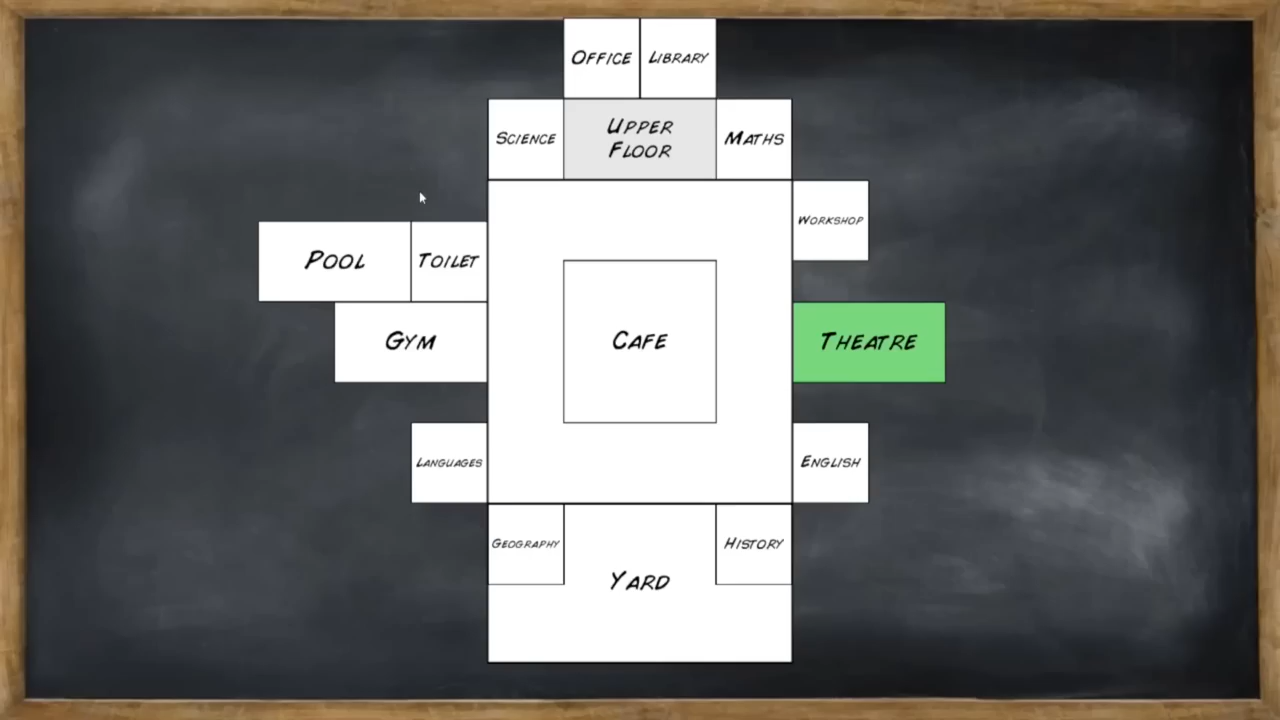 Office
Library
Science
Upper
Floor
Maths
Workshop
Pool
Toilet
Gym
Cafe
Theatre
Languages
English
Geography
History
Yard